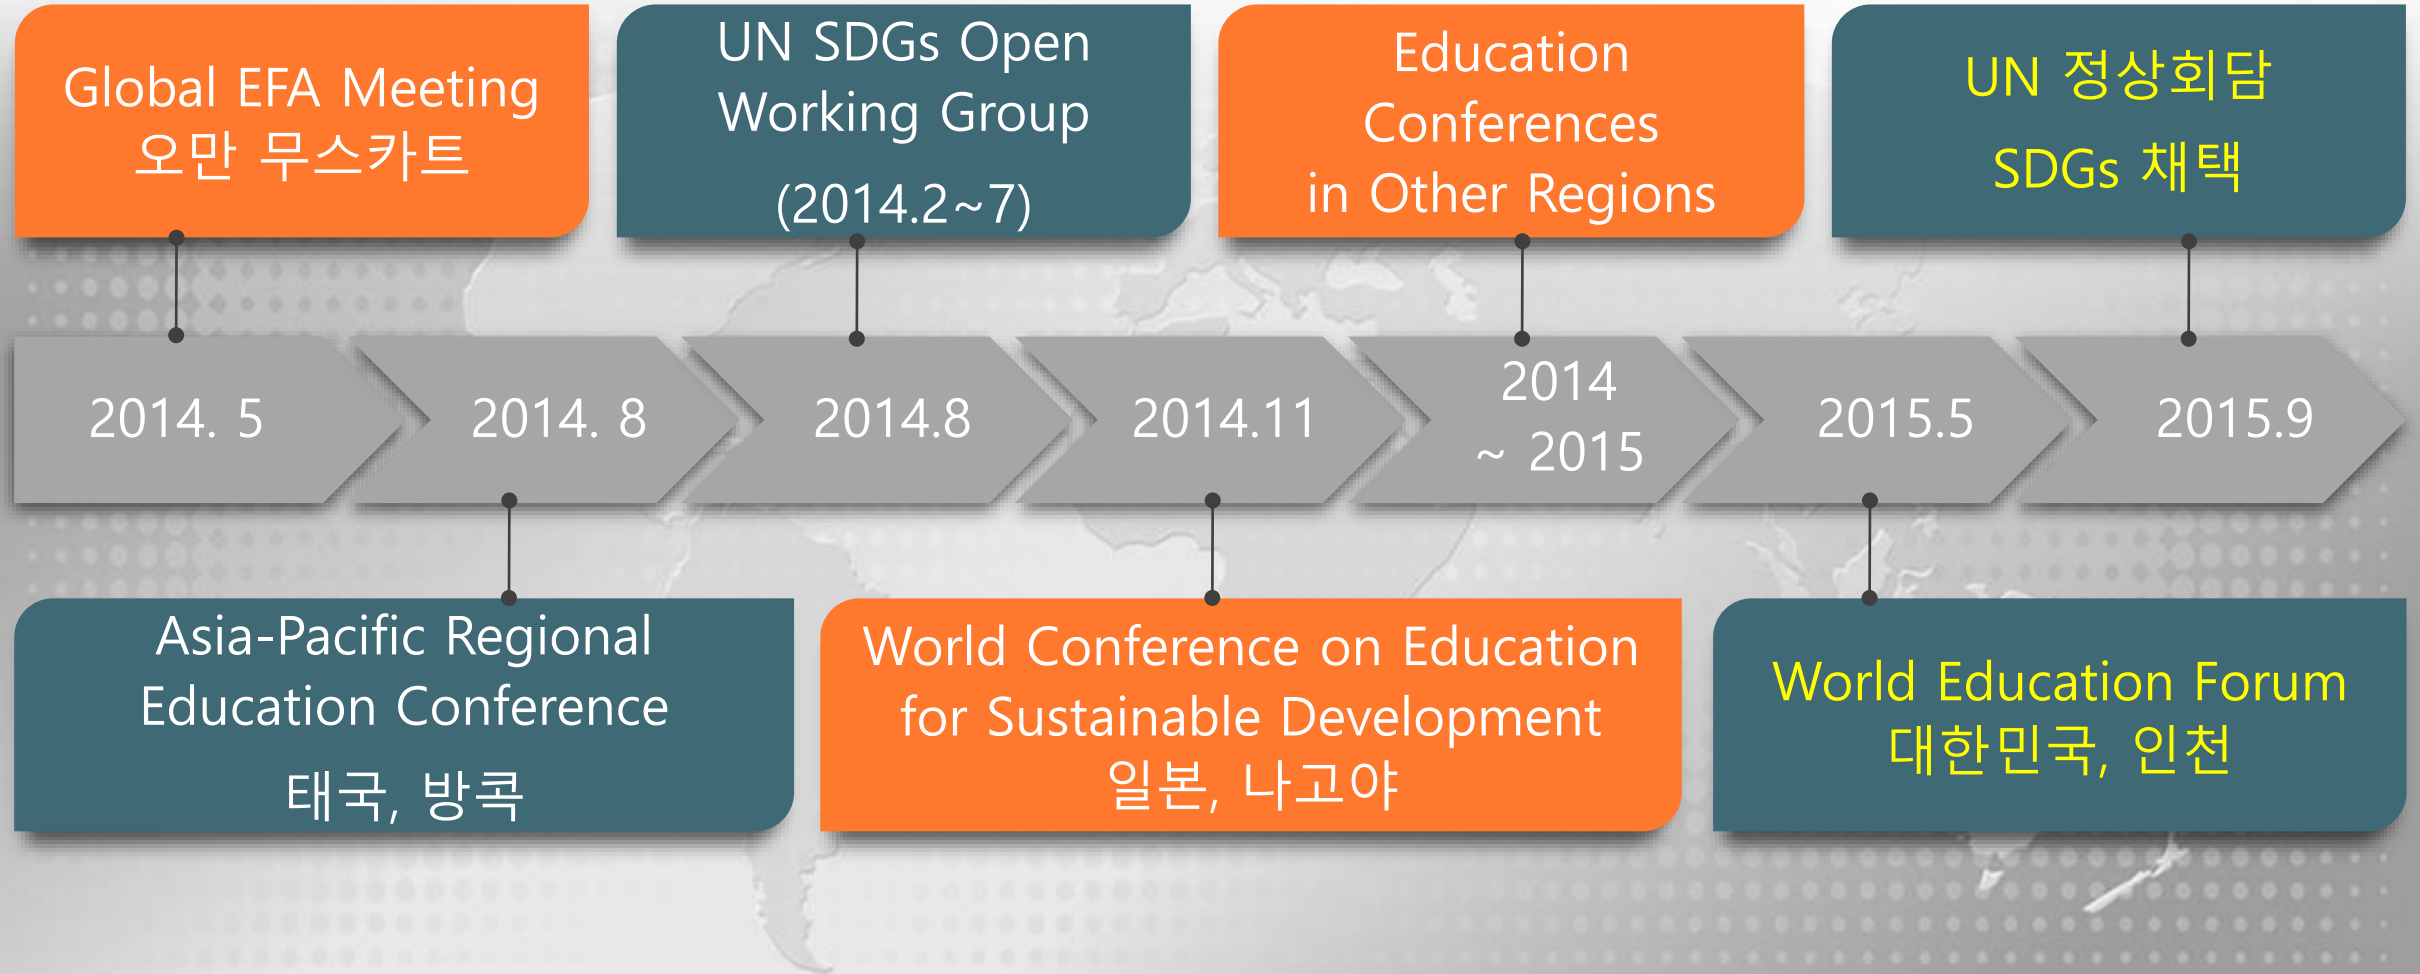 Global EFA Meeting
오만 무스카트
UN SDGs Open
Working Group
(2014.2~7)
Education
Conferences
in Other Regions
UN 정상회담
SDGs 채택
2014. 5
2014. 8
2014.8
2014.11
2014
~ 2015
2015.5
2015.9
Asia-Pacific Regional
Education Conference
태국, 방콕
World Conference on Education
for Sustainable Development
일본, 나고야
World Education Forum
대한민국, 인천